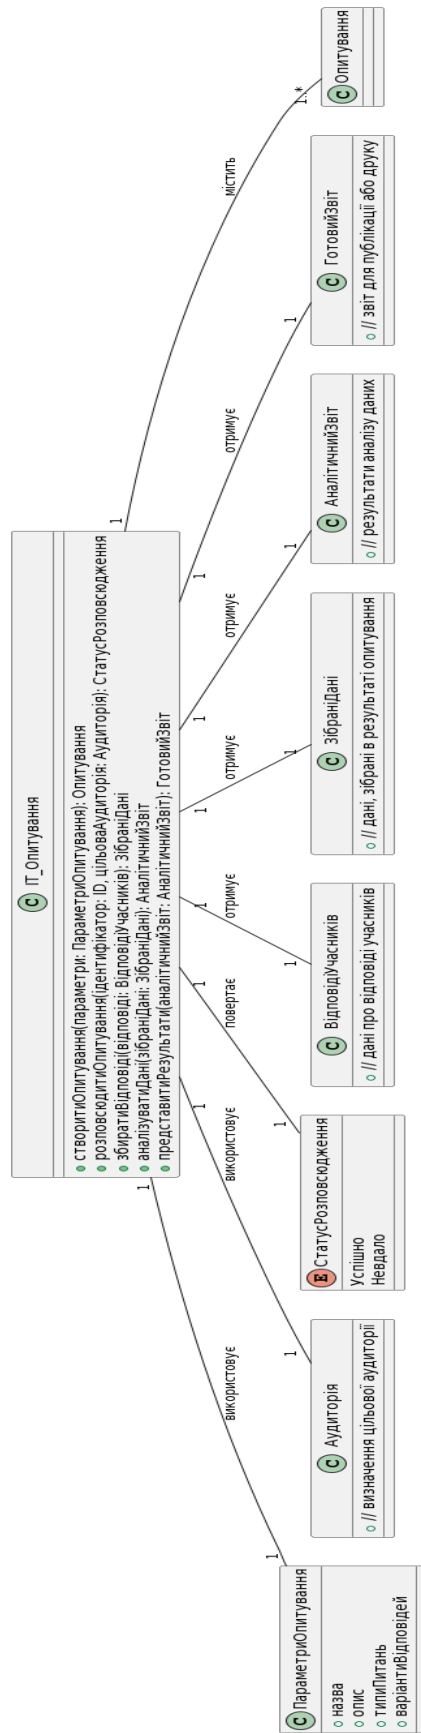 IT_Опитування
створитиОпитування(параметри: ПараметриОпитування): Опитування
розповсюдитиОпитування(ідентифікатор: ID, цільоваАудиторія: Аудиторія): СтатусРозповсюдження
збиратиВідповіді(відповіді: ВідповідіУчасників): ЗібраніДані
аналізуватиДані(зібраніДані: ЗібраніДані): АналітичнийЗвіт
представитиРезультати(аналітичнийЗвіт: АналітичнийЗвіт): ГотовийЗвіт
1
1
1
1
1
1
1
1
використовує
використовує
повертає
отримує
отримує
отримує
отримує
містить
1
1
1
1
1
1
1
1..*
C ПараметриОпитування
назва
опис
типиПитань
варіантиВідповідей
C Аудиторія
// визначення цільової аудиторії
E СтатусРозповсюдження
Успішно
Невдало
C ВідповідіУчасників
// дані про відповіді учасників
C ЗібраніДані
// дані, зібрані в результаті опитування
C АналітичнийЗвіт
// результати аналізу даних
C ГотовийЗвіт
// звіт для публікації або друку
C Опитування